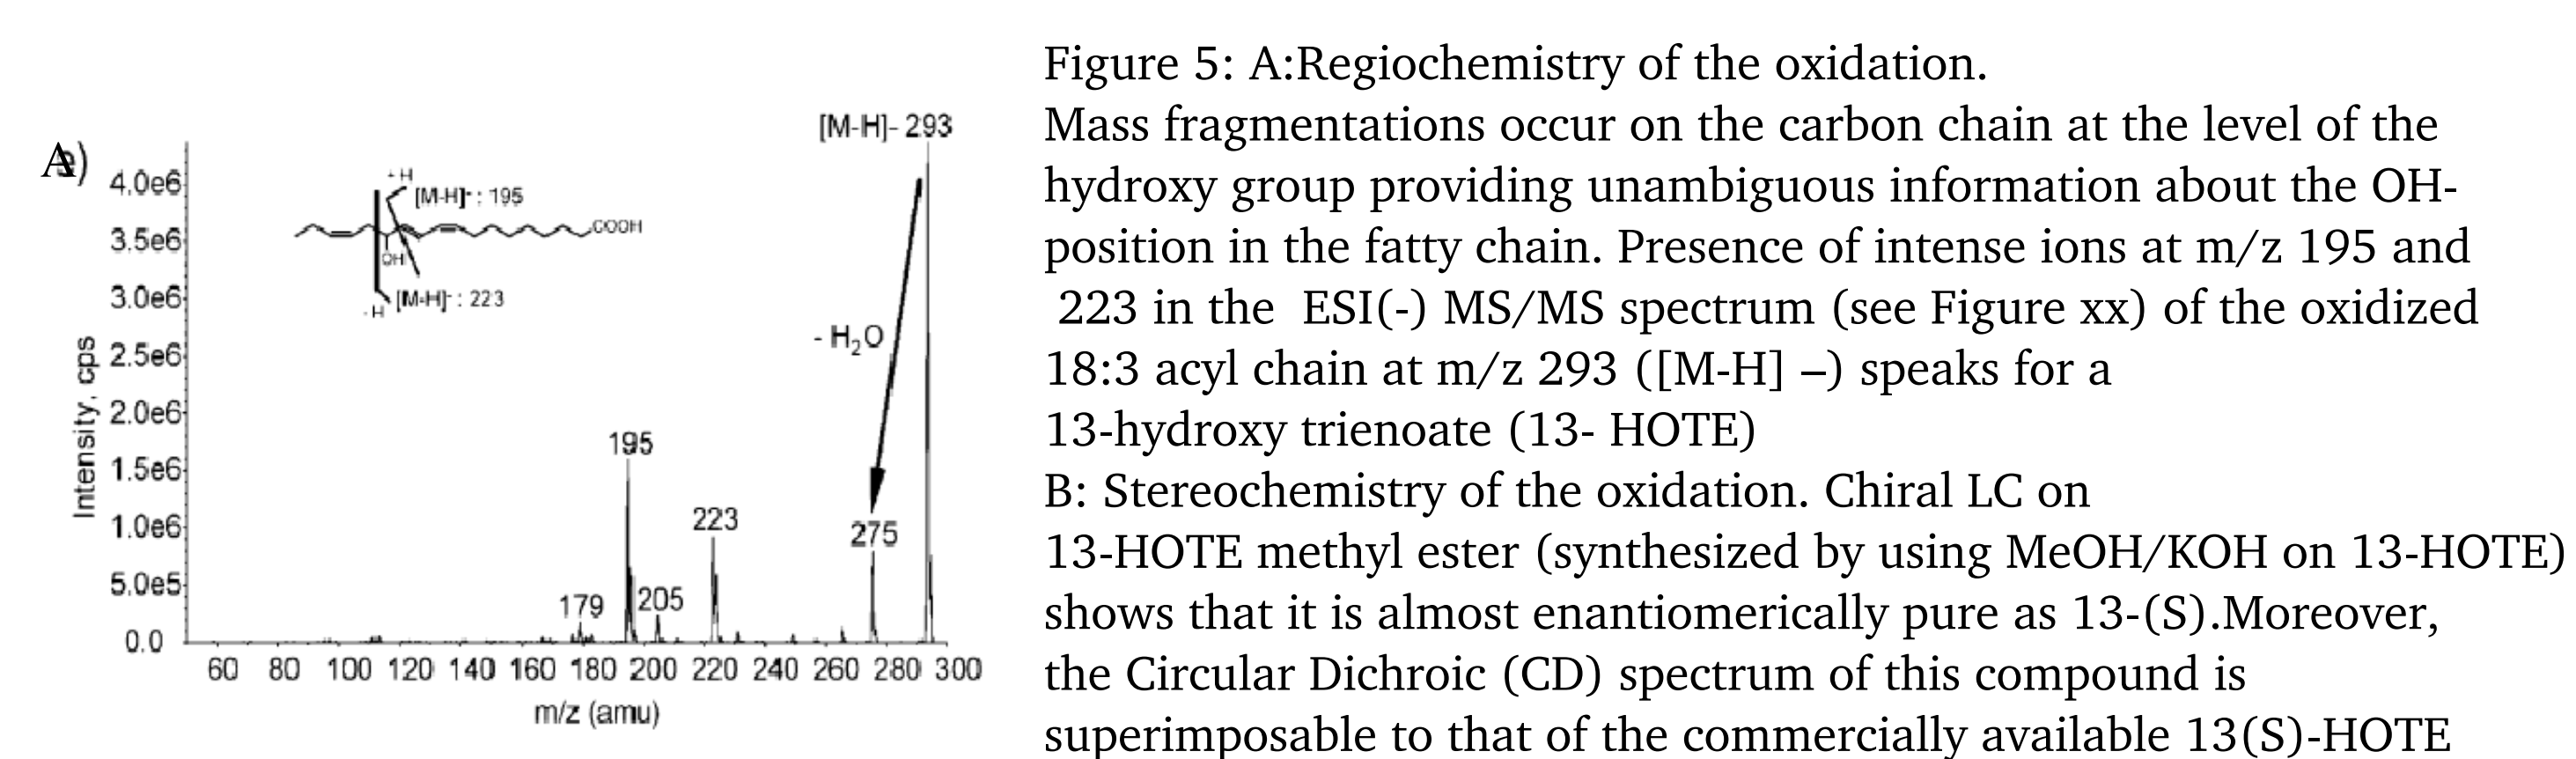 Figure 5: A:Regiochemistry of the oxidation.
Mass fragmentations occur on the carbon chain at the level of the
hydroxy group providing unambiguous information about the OH-
position in the fatty chain. Presence of intense ions at m/z 195 and
223 in the ESI(-) MS/MS spectrum (see Figure xx) of the oxidized
18:3 acyl chain at m/z 293 ([M-H] –) speaks for a
13-hydroxy trienoate (13- HOTE)
B: Stereochemistry of the oxidation. Chiral LC on
13-HOTE methyl ester (synthesized by using MeOH/KOH on 13-HOTE)
shows that it is almost enantiomerically pure as 13-(S).Moreover,
the Circular Dichroic (CD) spectrum of this compound is
superimposable to that of the commercially available 13(S)-HOTE
A)
[M-H]- 293
+ H
[M-H]⁻ : 195
COOH
OH
- H
[M-H]⁻ : 223
- H₂O
195
223
275
179
205
Intensity, cps
4.0e6
3.5e6
3.0e6
2.5e6
2.0e6
1.5e6
1.0e6
5.0e5
0.0
60 80 100 120 140 160 180 200 220 240 260 280 300
m/z (amu)